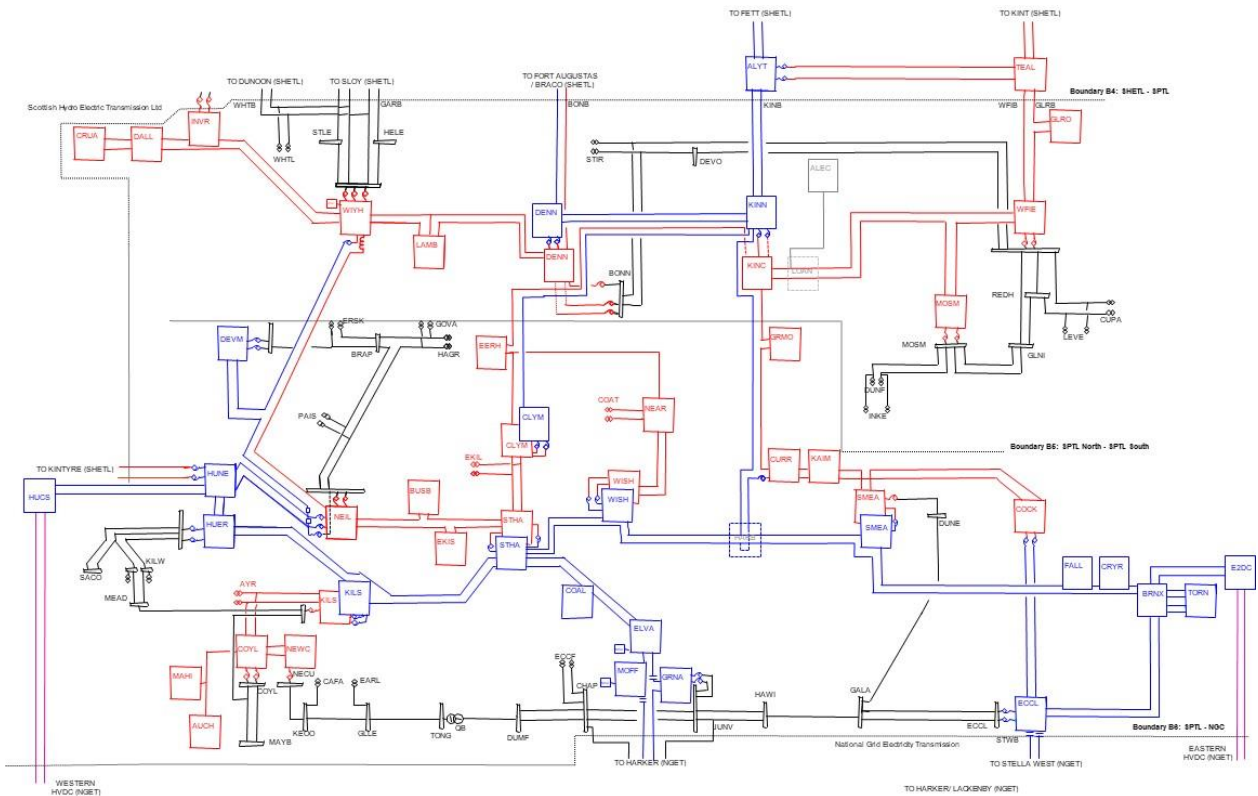 TO FETT (SHETL)
TO KINT (SHETL)
TO DUNOON (SHETL)
TO SLOY (SHETL)
TO FORT AUGUSTAS
/ BRACO (SHETL)
ALYT
TEAL
Boundary B4: SHETL - SPTL
Scottish Hydro Electric Transmission Ltd
WHTB
GARB
BONB
KINB
WFIB
GLRB
INVR
CRUA
DALL
STLE
HELE
WHTL
GLRO
STIR
DEVO
ALEC
WIYH
DENN
KINN
WFIE
LAMB
DENN
KINC
LOAN
BONN
REDH
MOSM
CUPA
LEVE
ERSK
GOVA
DEVM
BRAP
HAGR
EERH
GRMO
MOSM
GLNI
DUNF
INKE
PAIS
COAT
NEAR
CLYM
CLYM
Boundary B5: SPTL North - SPTL South
TO KINTYRE (SHETL)
HUNE
EKIL
CURR
KAIM
HUCS
BUSB
WISH
WISH
SMEA
COCK
NEIL
STHA
DUNE
HUER
EKIS
STHA
SMEA
SACO
KILW
MEAD
FALL
CRYR
E2DC
AYR
KILS
KILS
COAL
BRNX
TORN
ELVA
COYL
NEWC
MAHI
NECU
CAFA
EARL
ECCF
CHAP
MOFF
GRNA
GALA
COYL
HAWI
ECCL
AUCH
ECCL
MAYB
KEOO
GLLE
TONG
QB
DUMF
JUNV
STWB
Boundary B6: SPTL - NGC
National Grid Electricity Transmission
TO HARKER (NGET)
TO STELLA WEST (NGET)
EASTERN
HVDC (NGET)
WESTERN
HVDC (NGET)
TO HARKER/ LACKENBY (NGET)